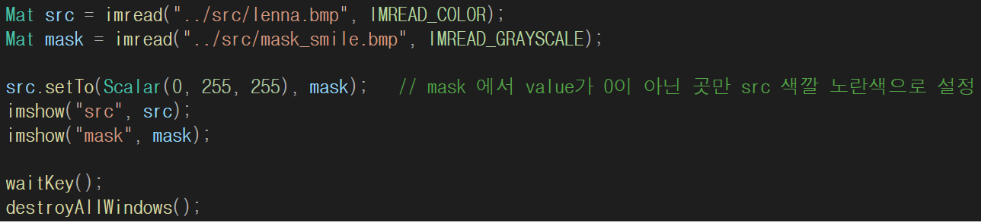 Mat src = imread("../src/lenna.bmp", IMREAD_COLOR);
Mat mask = imread("../src/mask_smile.bmp", IMREAD_GRAYSCALE);
src.setTo(Scalar(0, 255, 255), mask);   // mask 에서 value가 0이 아닌 곳만 src 색깔 노란색으로 설정
imshow("src", src);
imshow("mask", mask);
waitKey();
destroyAllWindows();